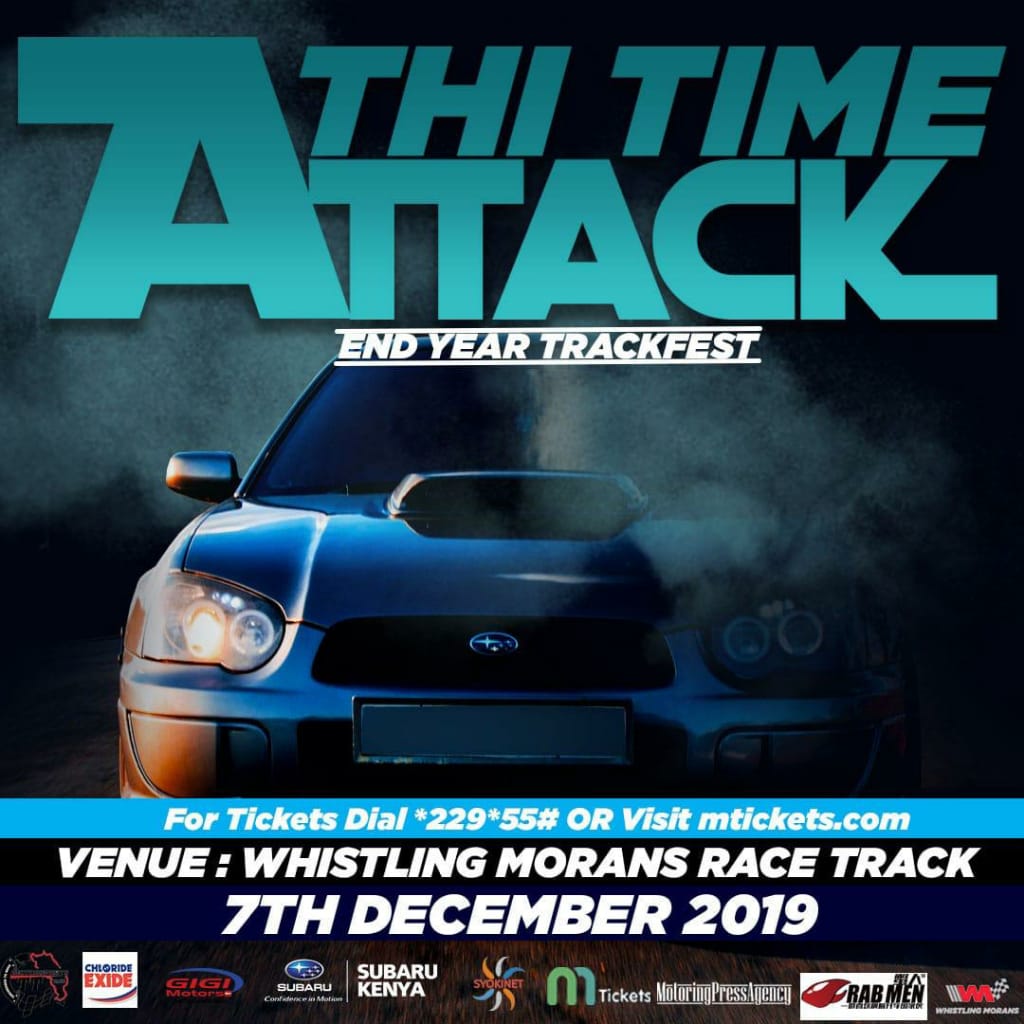 ATHI TIME
ATTACK
END YEAR TRACKFEST
For Tickets Dial *229*55# OR Visit mtickets.com
VENUE : WHISTLING MORANS RACE TRACK
7TH DECEMBER 2019
CHLORIDE
EXIDE
GIGI
Motors
SUBARU
Confidence in Motion
SUBARU
KENYA
SYOKINET
m Tickets
MotoringPressAgency
RAB MEN
WM
WHISTLING MORANS